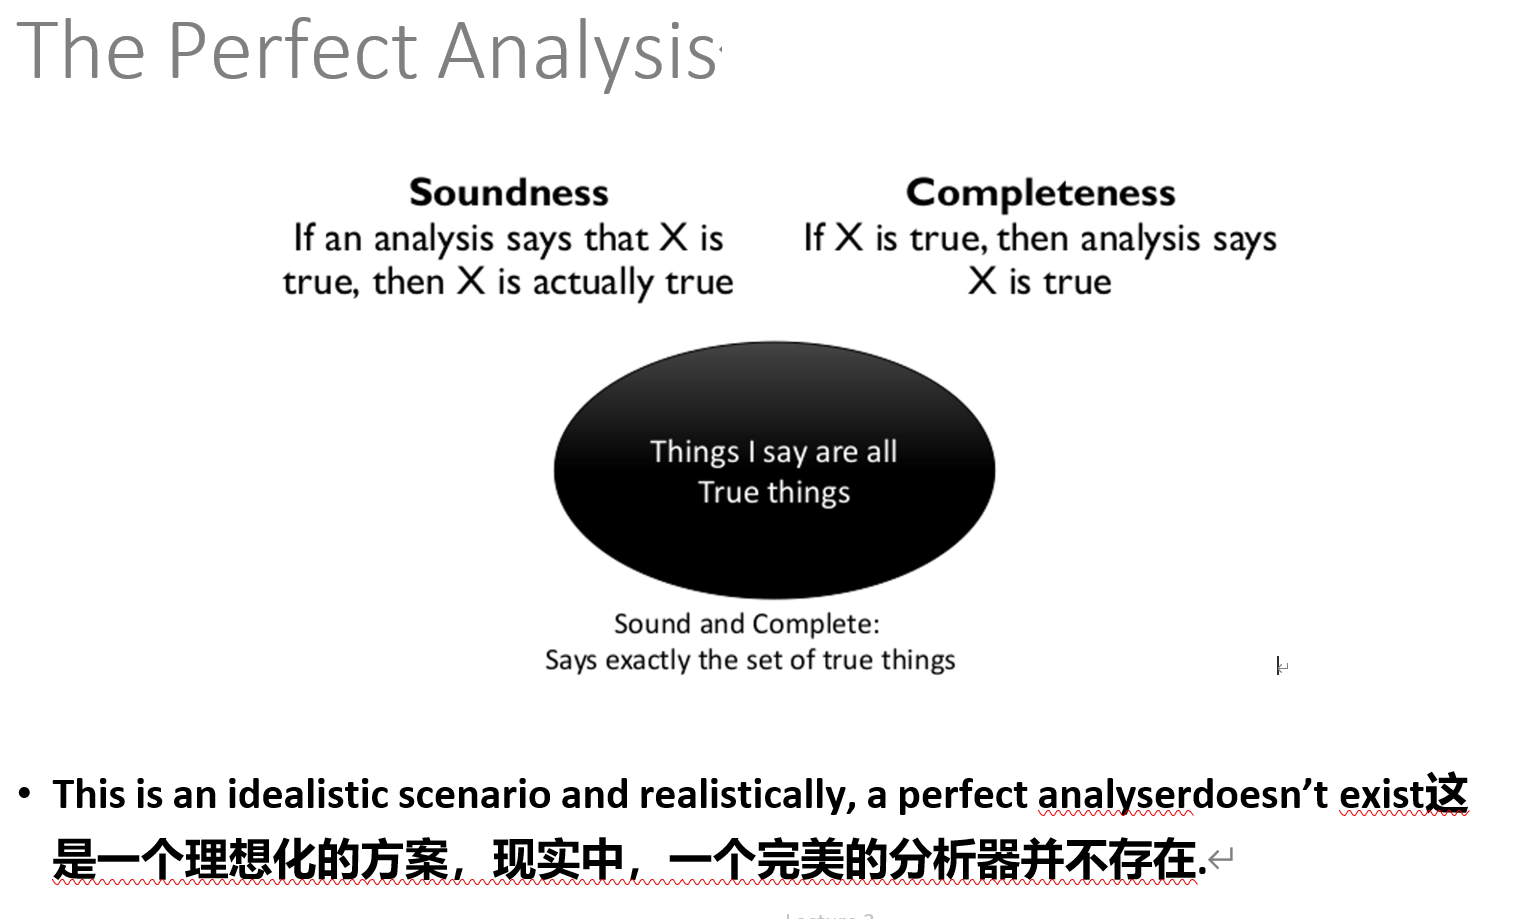 The Perfect Analysis
Soundness
If an analysis says that X is
true, then X is actually true
Completeness
If X is true, then analysis says
X is true
Things I say are all
True things
Sound and Complete:
Says exactly the set of true things
• This is an idealistic scenario and realistically, a perfect analyserdoesn’t exist这
是一个理想化的方案，现实中，一个完美的分析器并不存在.